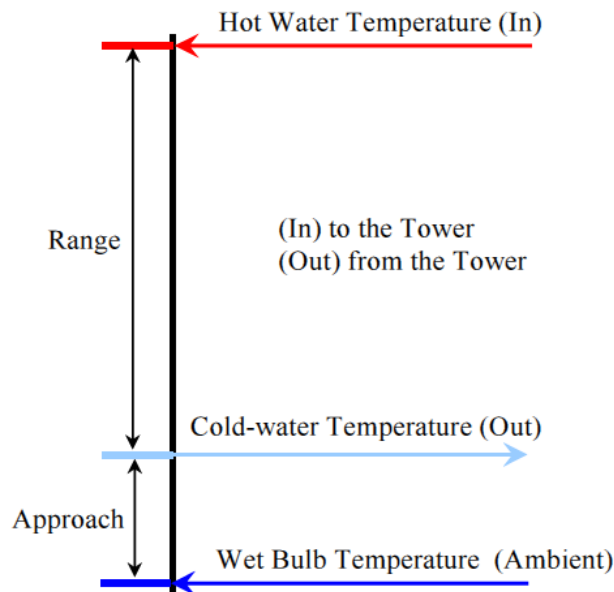 Hot Water Temperature (In)
Range
(In) to the Tower
(Out) from the Tower
Cold-water Temperature (Out)
Approach
Wet Bulb Temperature (Ambient)